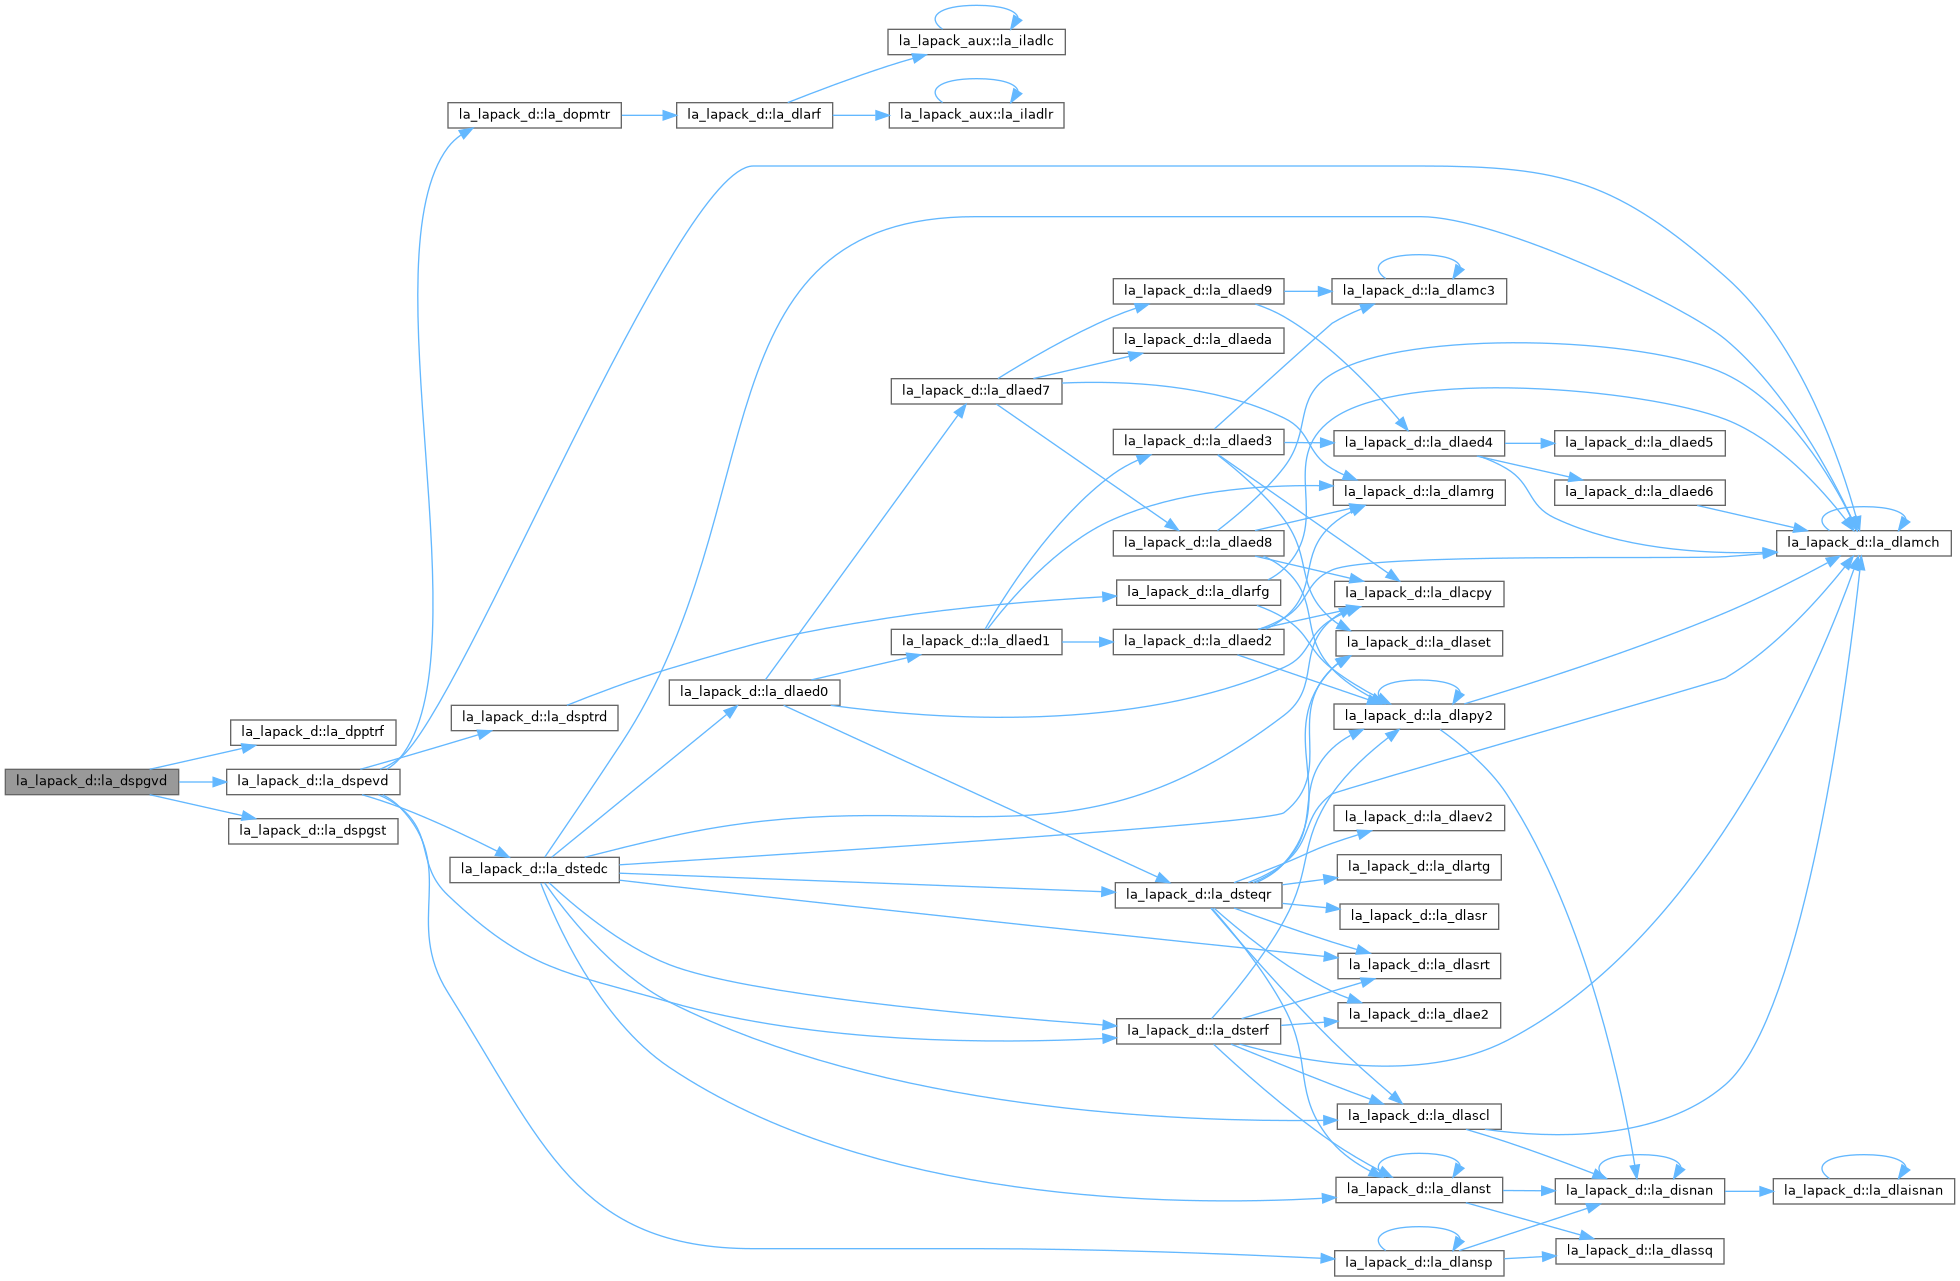 la_lapack_aux::la_iladlc
la_lapack_d::la_dopmtr
la_lapack_d::la_dlarf
la_lapack_aux::la_iladlr
la_lapack_d::la_dlaed9
la_lapack_d::la_dlamc3
la_lapack_d::la_dlaeda
la_lapack_d::la_dlaed7
la_lapack_d::la_dlaed3
la_lapack_d::la_dlaed4
la_lapack_d::la_dlaed5
la_lapack_d::la_dlamrg
la_lapack_d::la_dlaed6
la_lapack_d::la_dlaed8
la_lapack_d::la_dlamch
la_lapack_d::la_dlarfg
la_lapack_d::la_dlacpy
la_lapack_d::la_dlaed1
la_lapack_d::la_dlaed2
la_lapack_d::la_dlaset
la_lapack_d::la_dlaed0
la_lapack_d::la_dsptrd
la_lapack_d::la_dlapy2
la_lapack_d::la_dpptrf
la_lapack_d::la_dspgvd
la_lapack_d::la_dspevd
la_lapack_d::la_dspgst
la_lapack_d::la_dlaev2
la_lapack_d::la_dstedc
la_lapack_d::la_dlartg
la_lapack_d::la_dsteqr
la_lapack_d::la_dlasr
la_lapack_d::la_dlasrt
la_lapack_d::la_dlae2
la_lapack_d::la_dsterf
la_lapack_d::la_dlascl
la_lapack_d::la_dlanst
la_lapack_d::la_disnan
la_lapack_d::la_dlaisnan
la_lapack_d::la_dlassq
la_lapack_d::la_dlansp